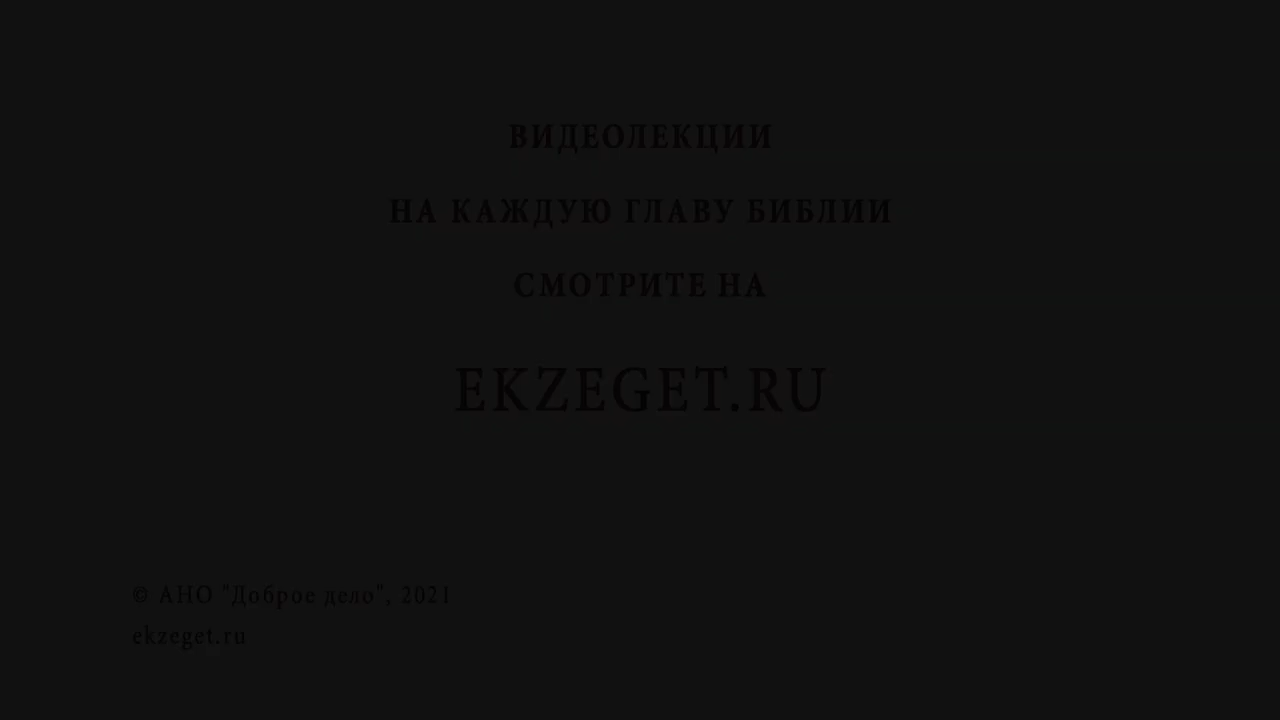 ВИДЕОЛЕКЦИИ
НА КАЖДУЮ ГЛАВУ БИБЛИИ
СМОТРИТЕ НА
EKZEGET.RU
© АНО "Доброе дело", 2021
ekzeget.ru